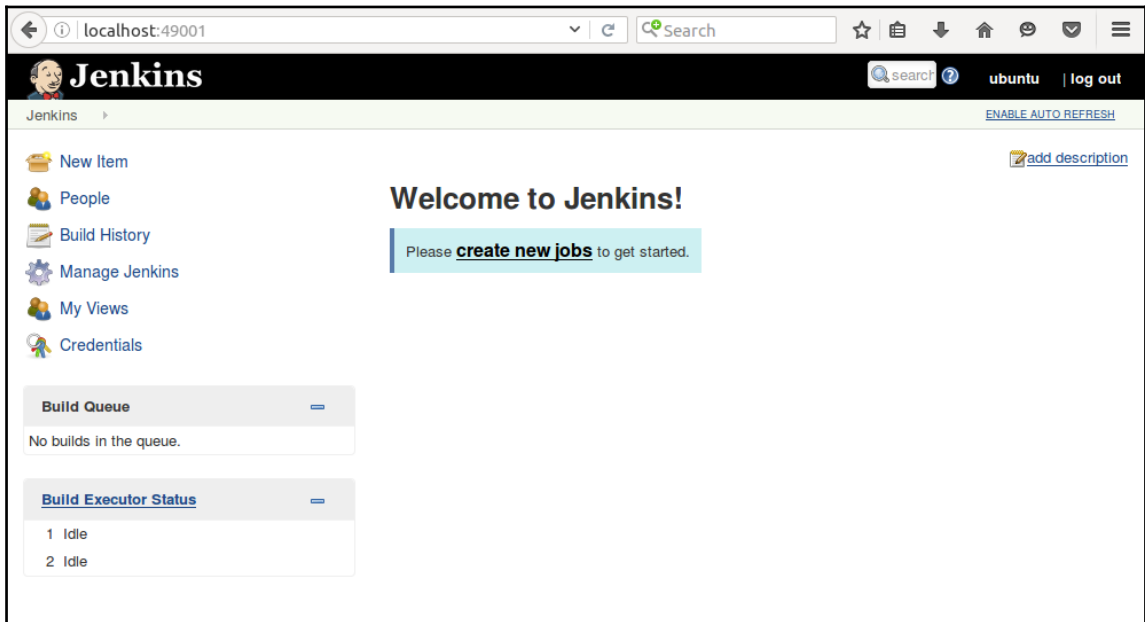 localhost:49001
Search
Jenkins
search
ubuntu | log out
Jenkins
ENABLE AUTO REFRESH
New Item
People
Build History
Manage Jenkins
My Views
Credentials
add description
Welcome to Jenkins!
Please create new jobs to get started.
Build Queue
No builds in the queue.
Build Executor Status
1 Idle
2 Idle